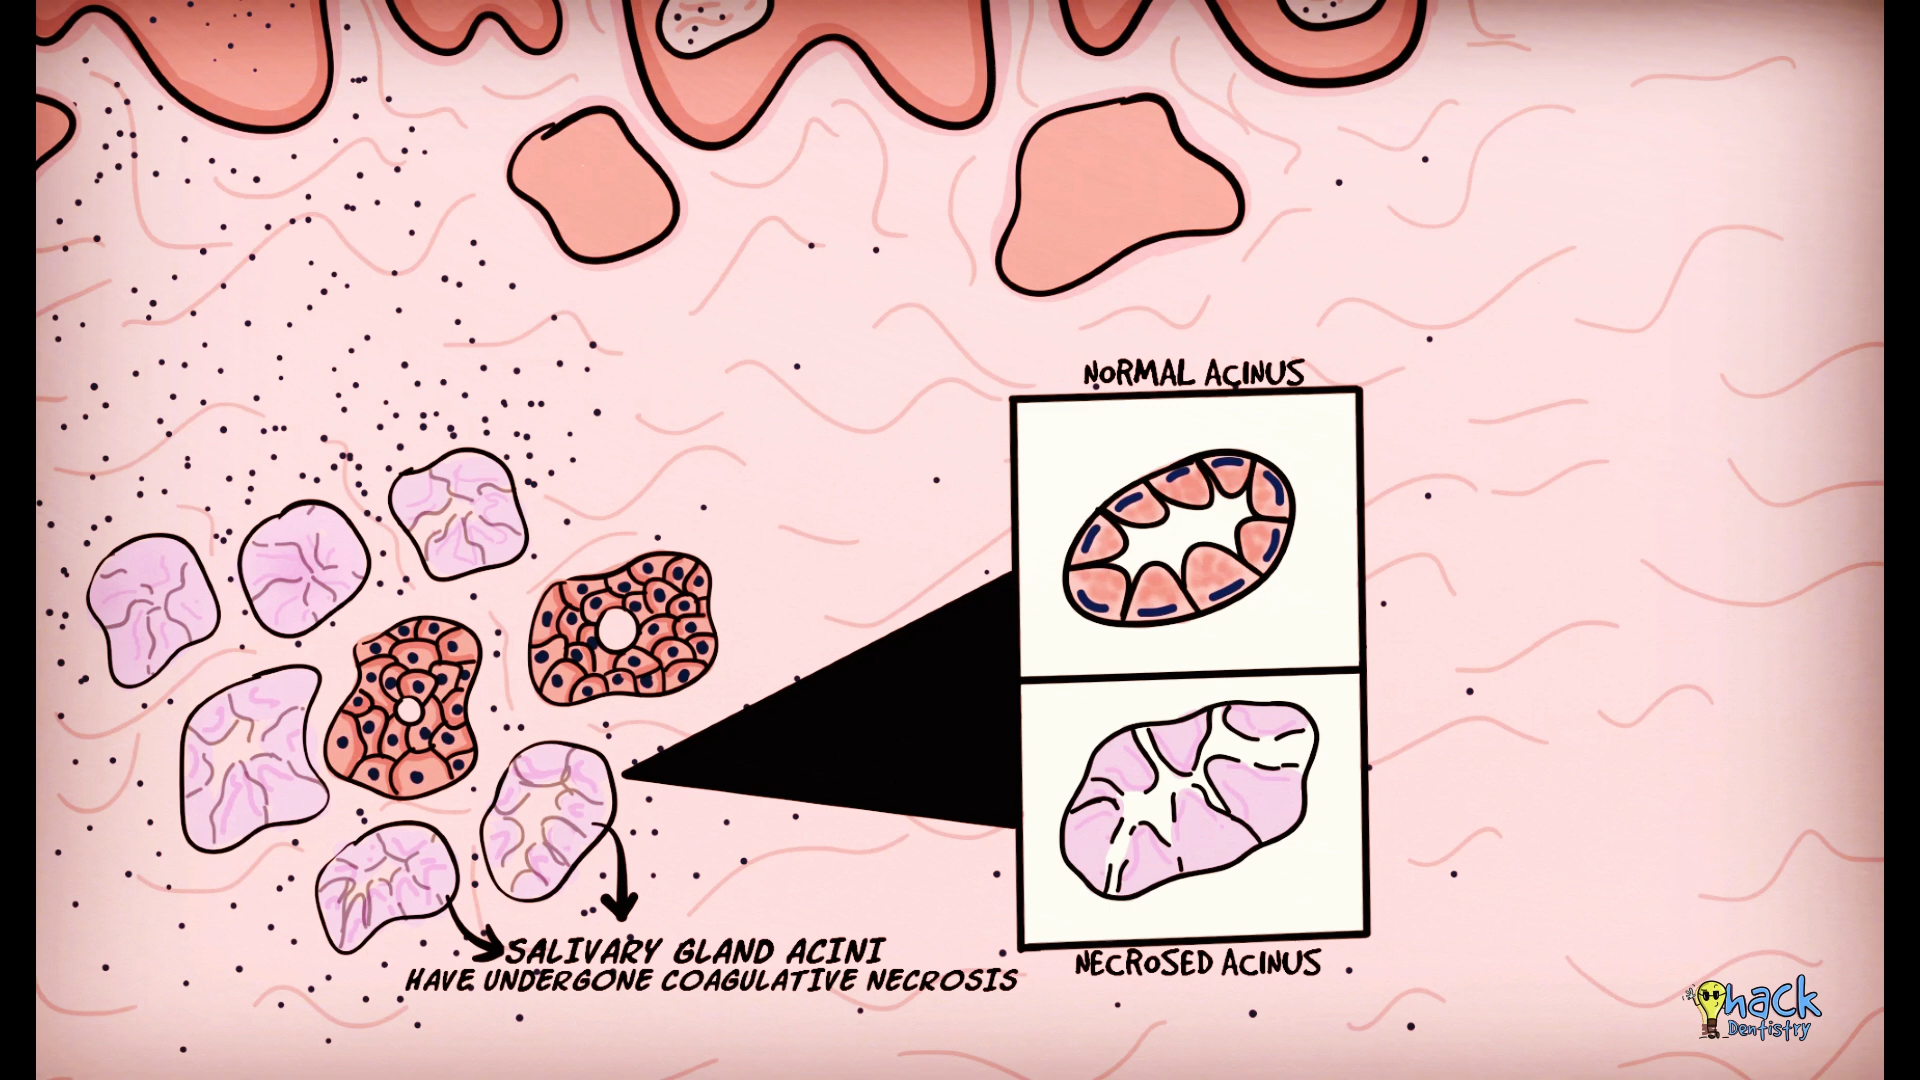 NORMAL ACINUS
SALIVARY GLAND ACINI
HAVE UNDERGONE COAGULATIVE NECROSIS
NECROSED ACINUS
hack
Dentistry